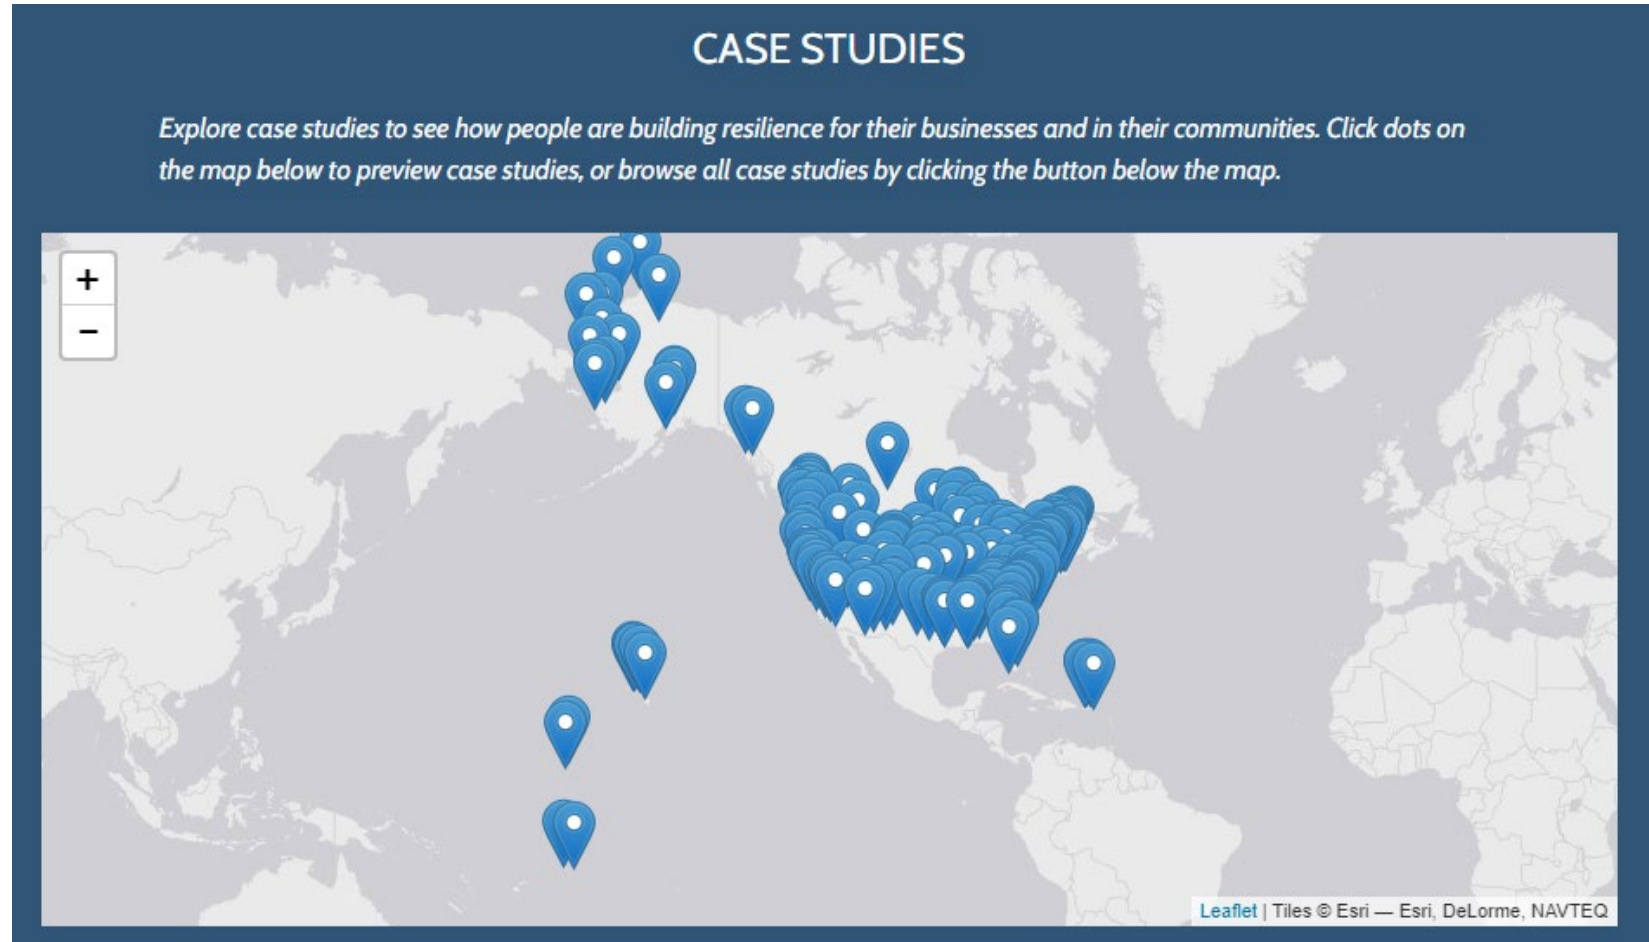 CASE STUDIES
Explore case studies to see how people are building resilience for their businesses and in their communities. Click dots on
the map below to preview case studies, or browse all case studies by clicking the button below the map.
+
−
Leaflet | Tiles © Esri — Esri, DeLorme, NAVTEQ